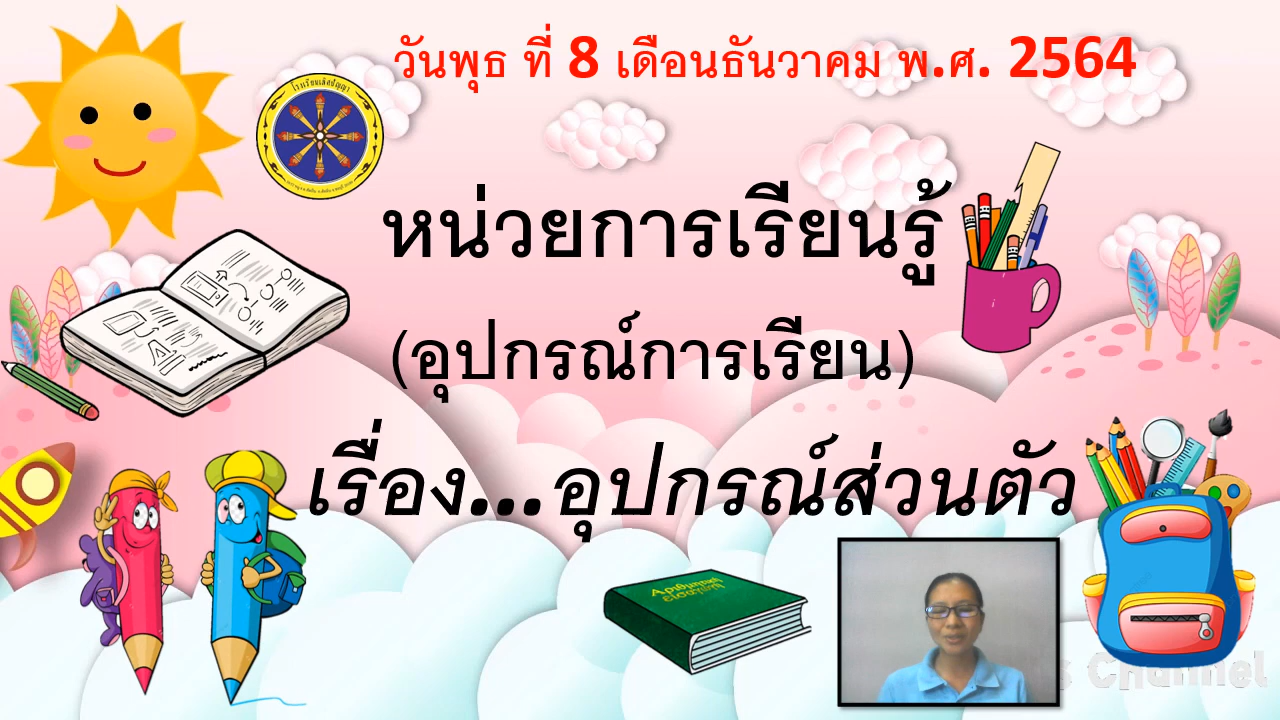 วันพุธ ที่ 8 เดือนธันวาคม พ.ศ. 2564
หน่วยการเรียนรู้
(อุปกรณ์การเรียน)
เรื่อง...อุปกรณ์ส่วนตัว
s Channel